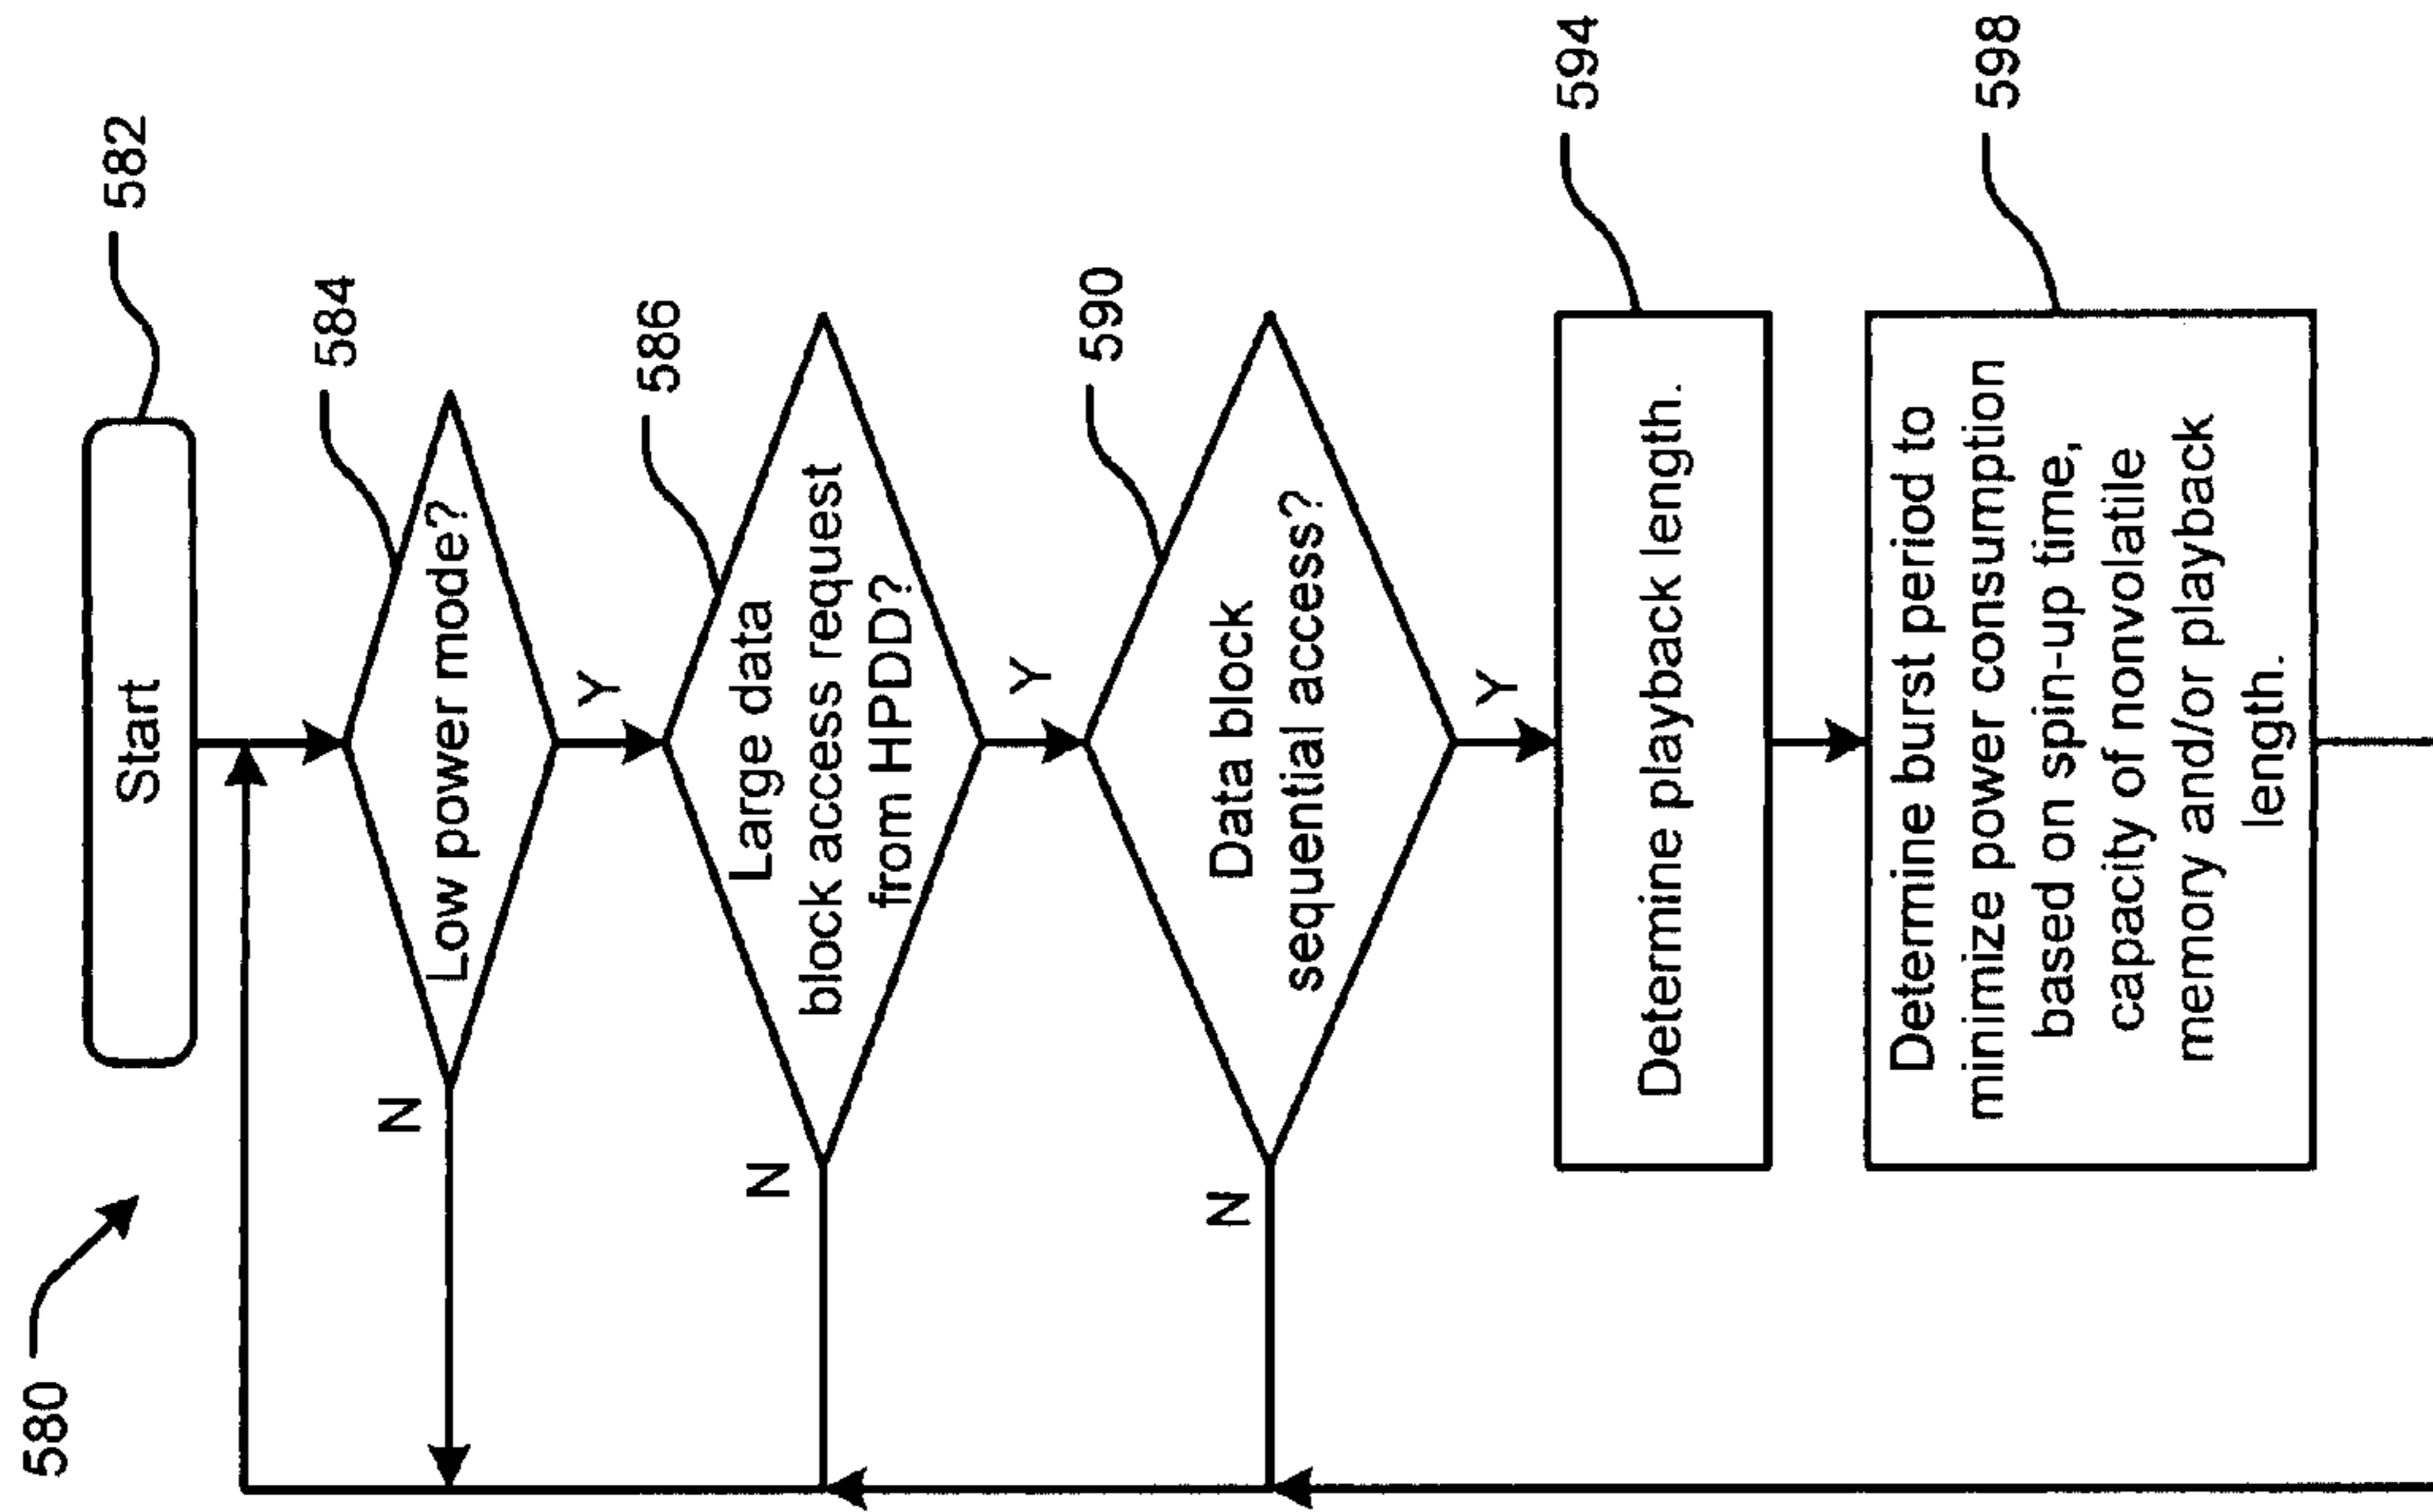 580
Start
582
Low power mode?
584
N
Y
Large data
block access request
from HPDD?
586
N
Y
Data block
sequential access?
590
N
Y
Determine playback length.
594
Determine burst period to
minimize power consumption
based on spin-up time,
capacity of nonvolatile
memory and/or playback
length.
598